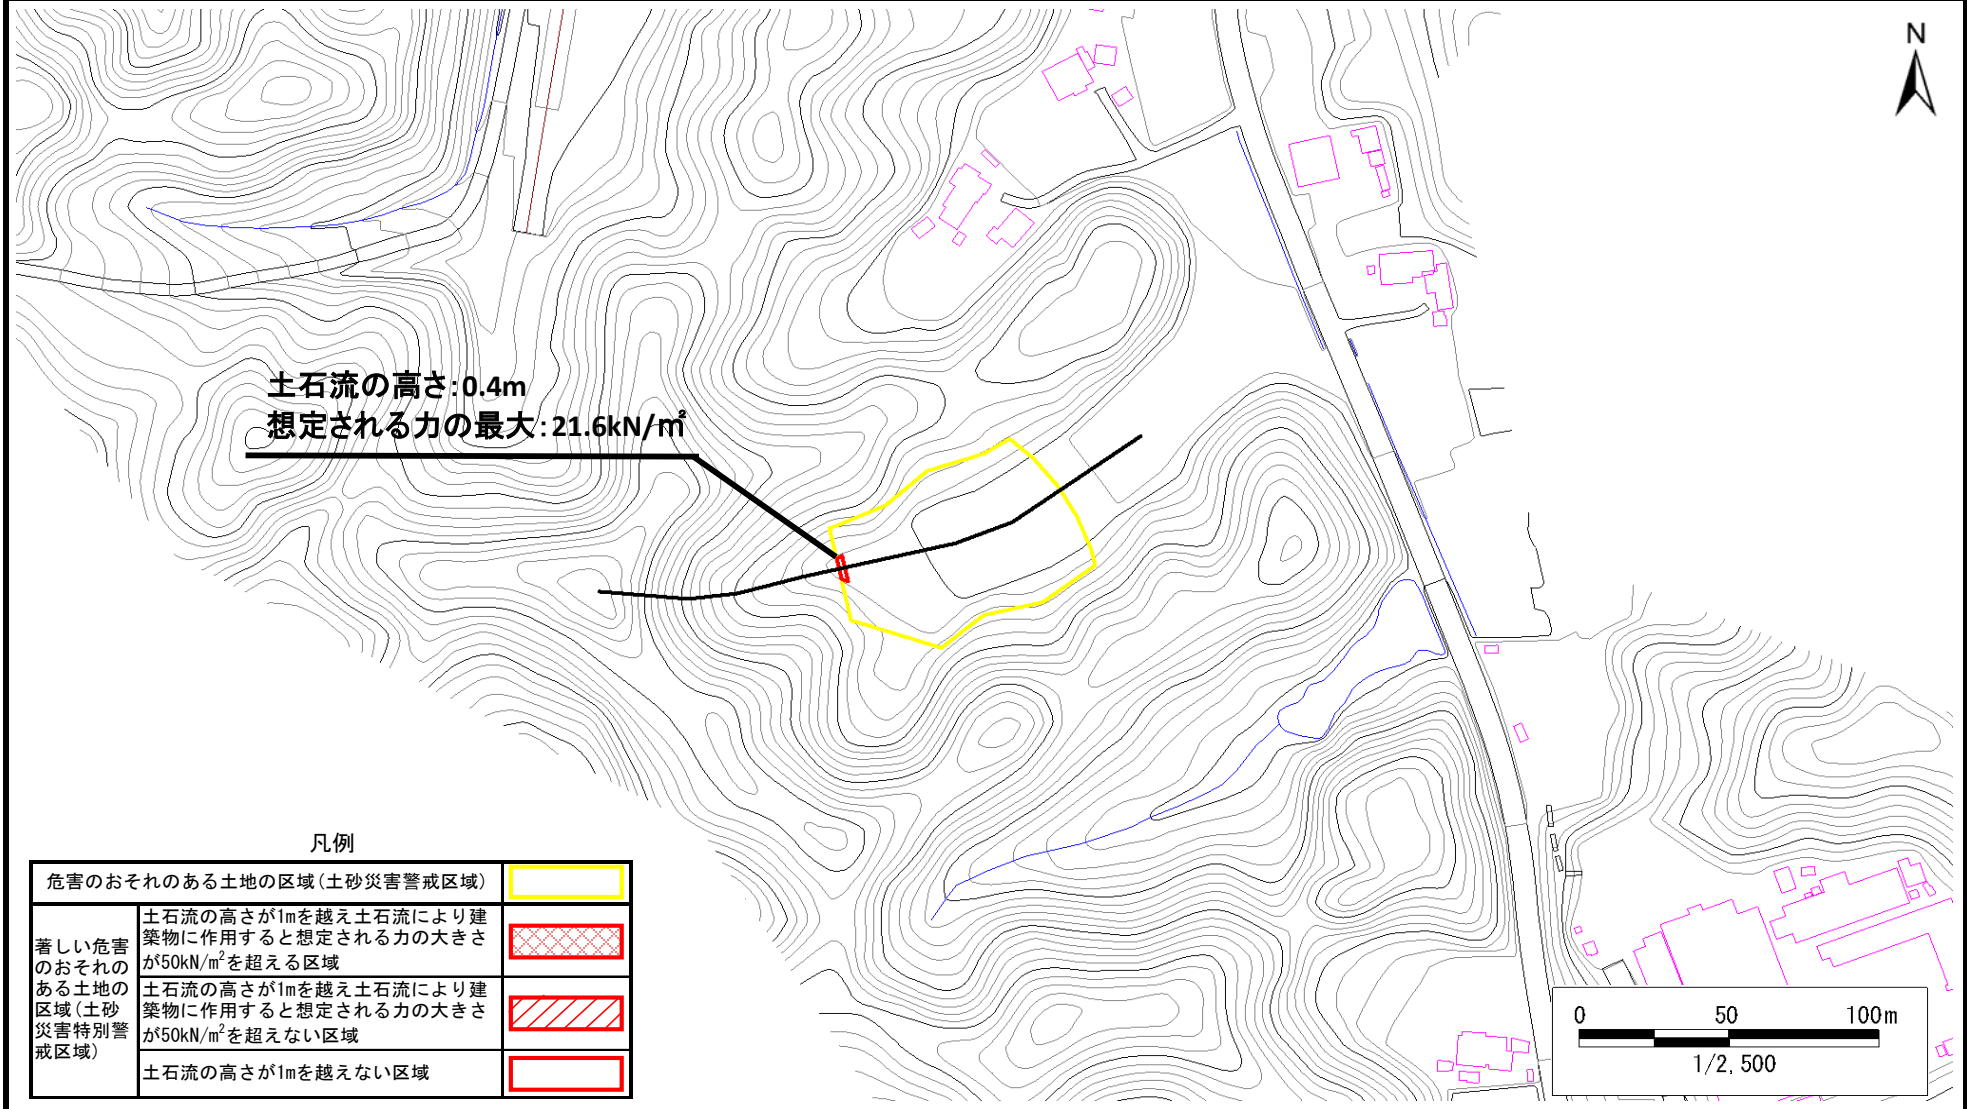 N
土石流の高さ:0.4m
想定される力の最大:21.6kN/㎡
凡例
危害のおそれのある土地の区域(土砂災害警戒区域)
著しい危害
のおそれの
ある土地の
区域(土砂
災害特別警
戒区域)
土石流の高さが1mを越え土石流により建
築物に作用すると想定される力の大きさ
が50kN/m²を超える区域
土石流の高さが1mを越え土石流により建
築物に作用すると想定される力の大きさ
が50kN/m²を超えない区域
土石流の高さが1mを越えない区域
0 50 100m
1/2,500